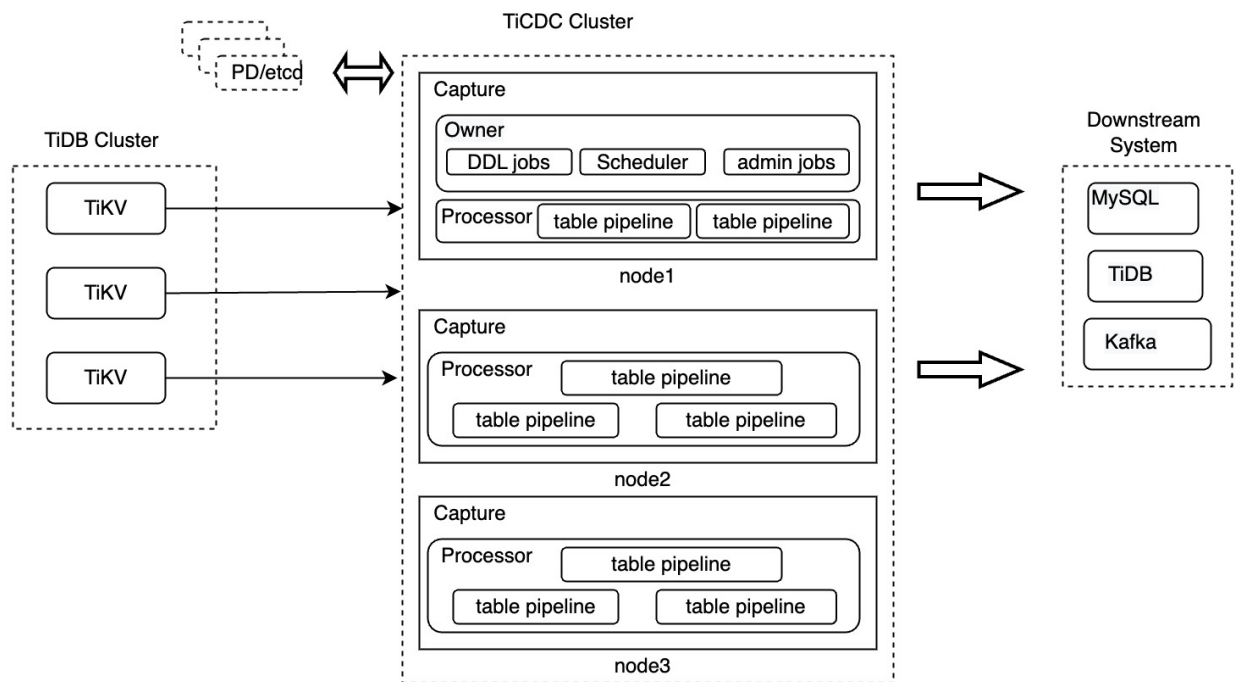 TiCDC Cluster
PD/etcd
TiDB Cluster
TiKV
TiKV
TiKV
Capture
Owner
DDL jobs
Scheduler
admin jobs
Processor
table pipeline
table pipeline
node1
Capture
Processor
table pipeline
table pipeline
table pipeline
node2
Capture
Processor
table pipeline
table pipeline
table pipeline
node3
Downstream
System
MySQL
TiDB
Kafka